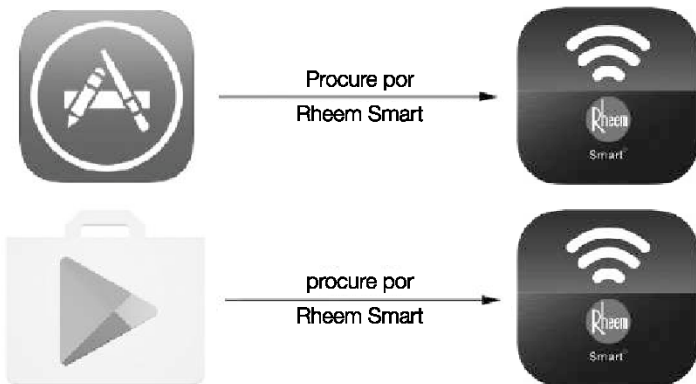 Procure por
Rheem Smart
Rheem
Smart
procure por
Rheem Smart
Rheem
Smart